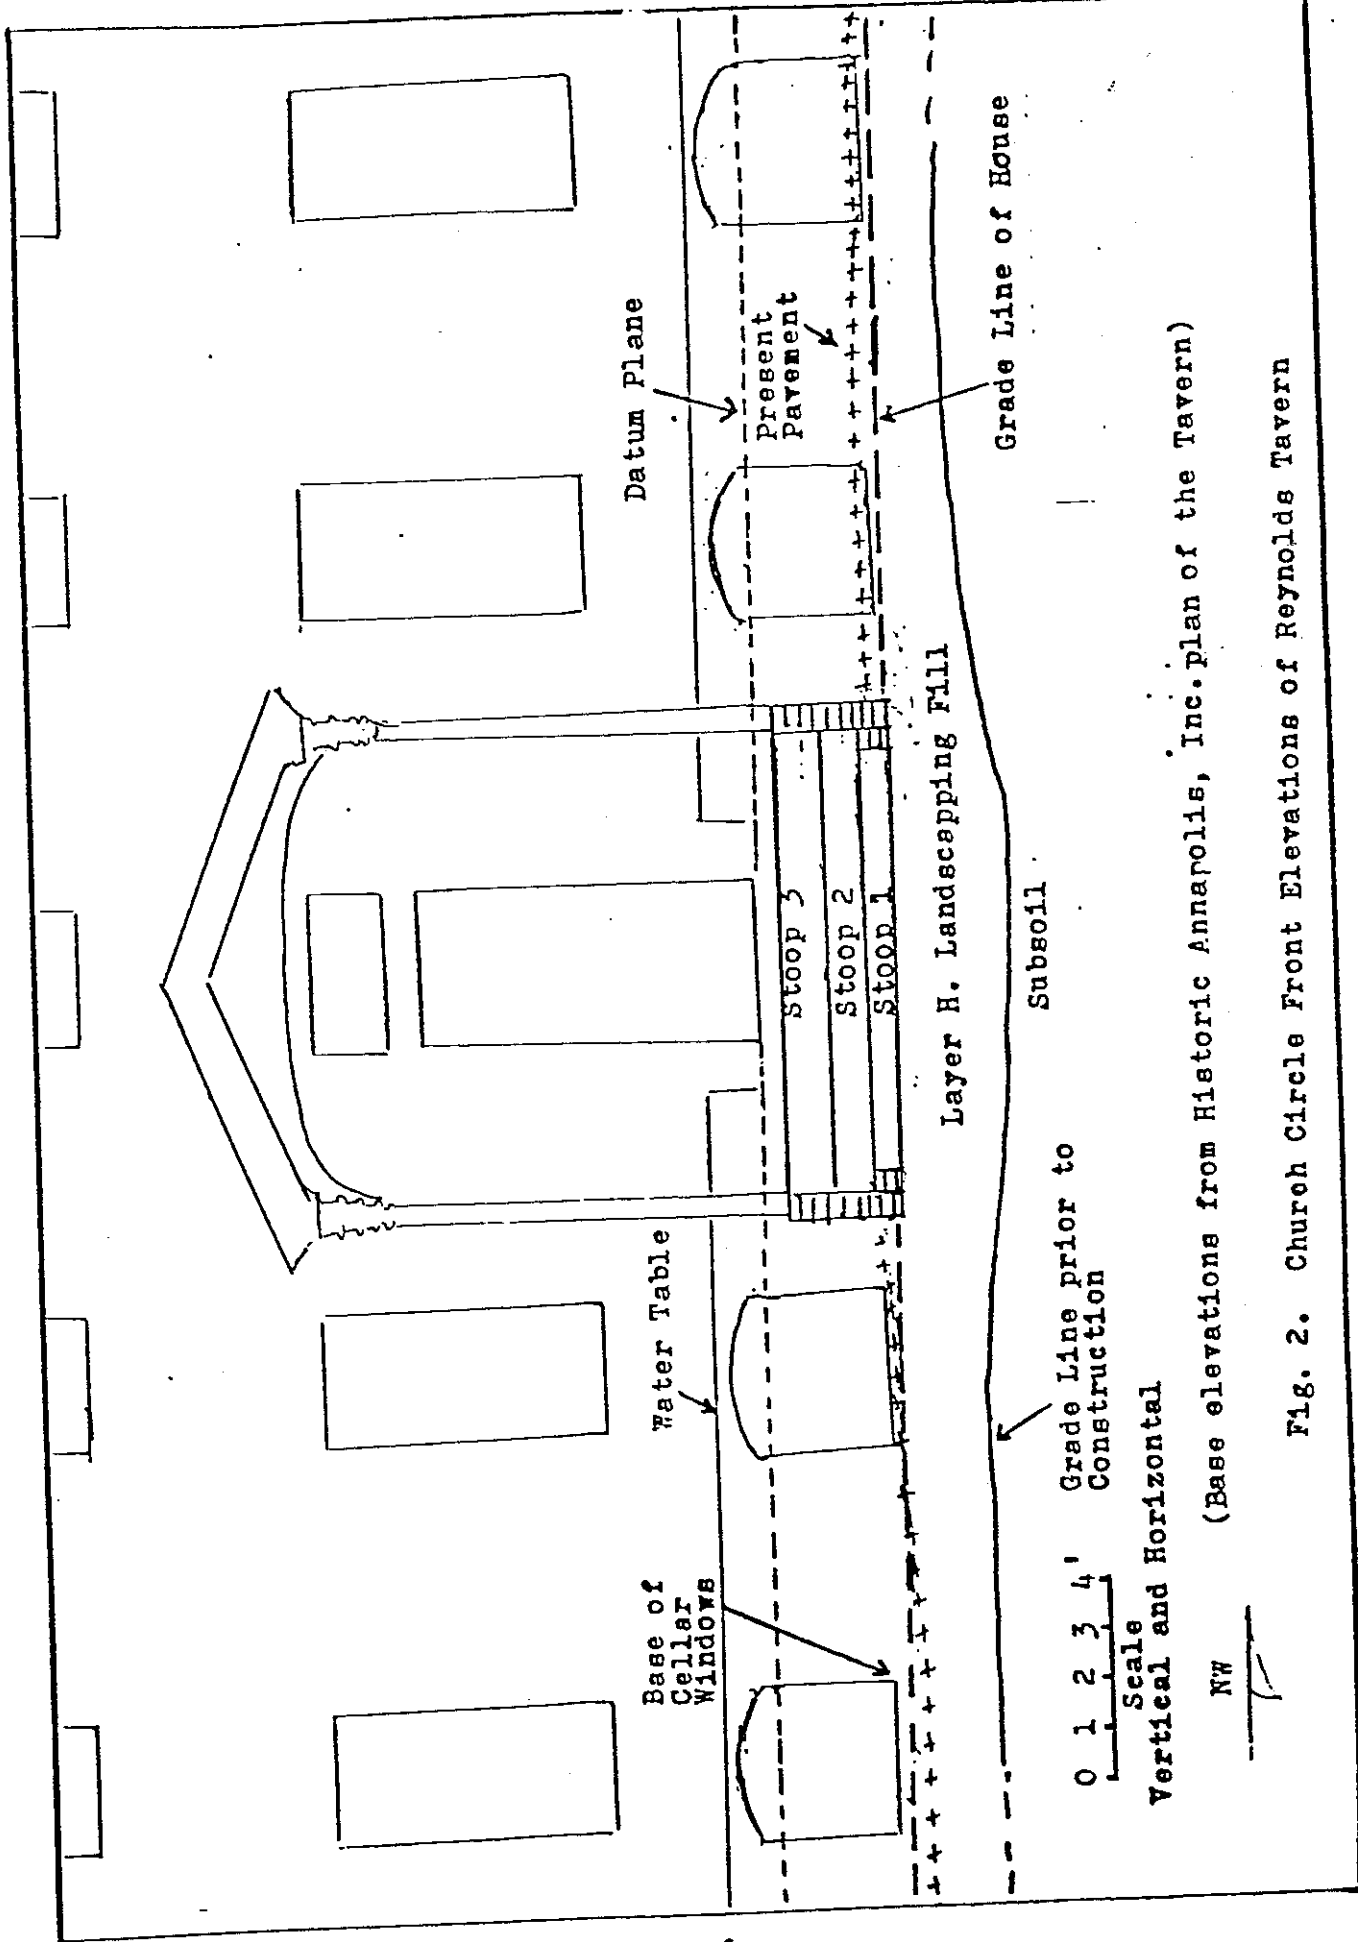 Datum Plane
Present
Pavement
Grade Line of House
Water Table
Stoop 3
Stoop 2
Stoop 1
Layer H. Landscapping Fill
Subsoil
Base of
Cellar
Windows
Grade Line prior to
Construction
0 1 2 3 4'
Scale
Vertical and Horizontal
NW
(Base elevations from Historic Annapolis, Inc. plan of the Tavern)
Fig. 2. Church Circle Front Elevations of Reynolds Tavern